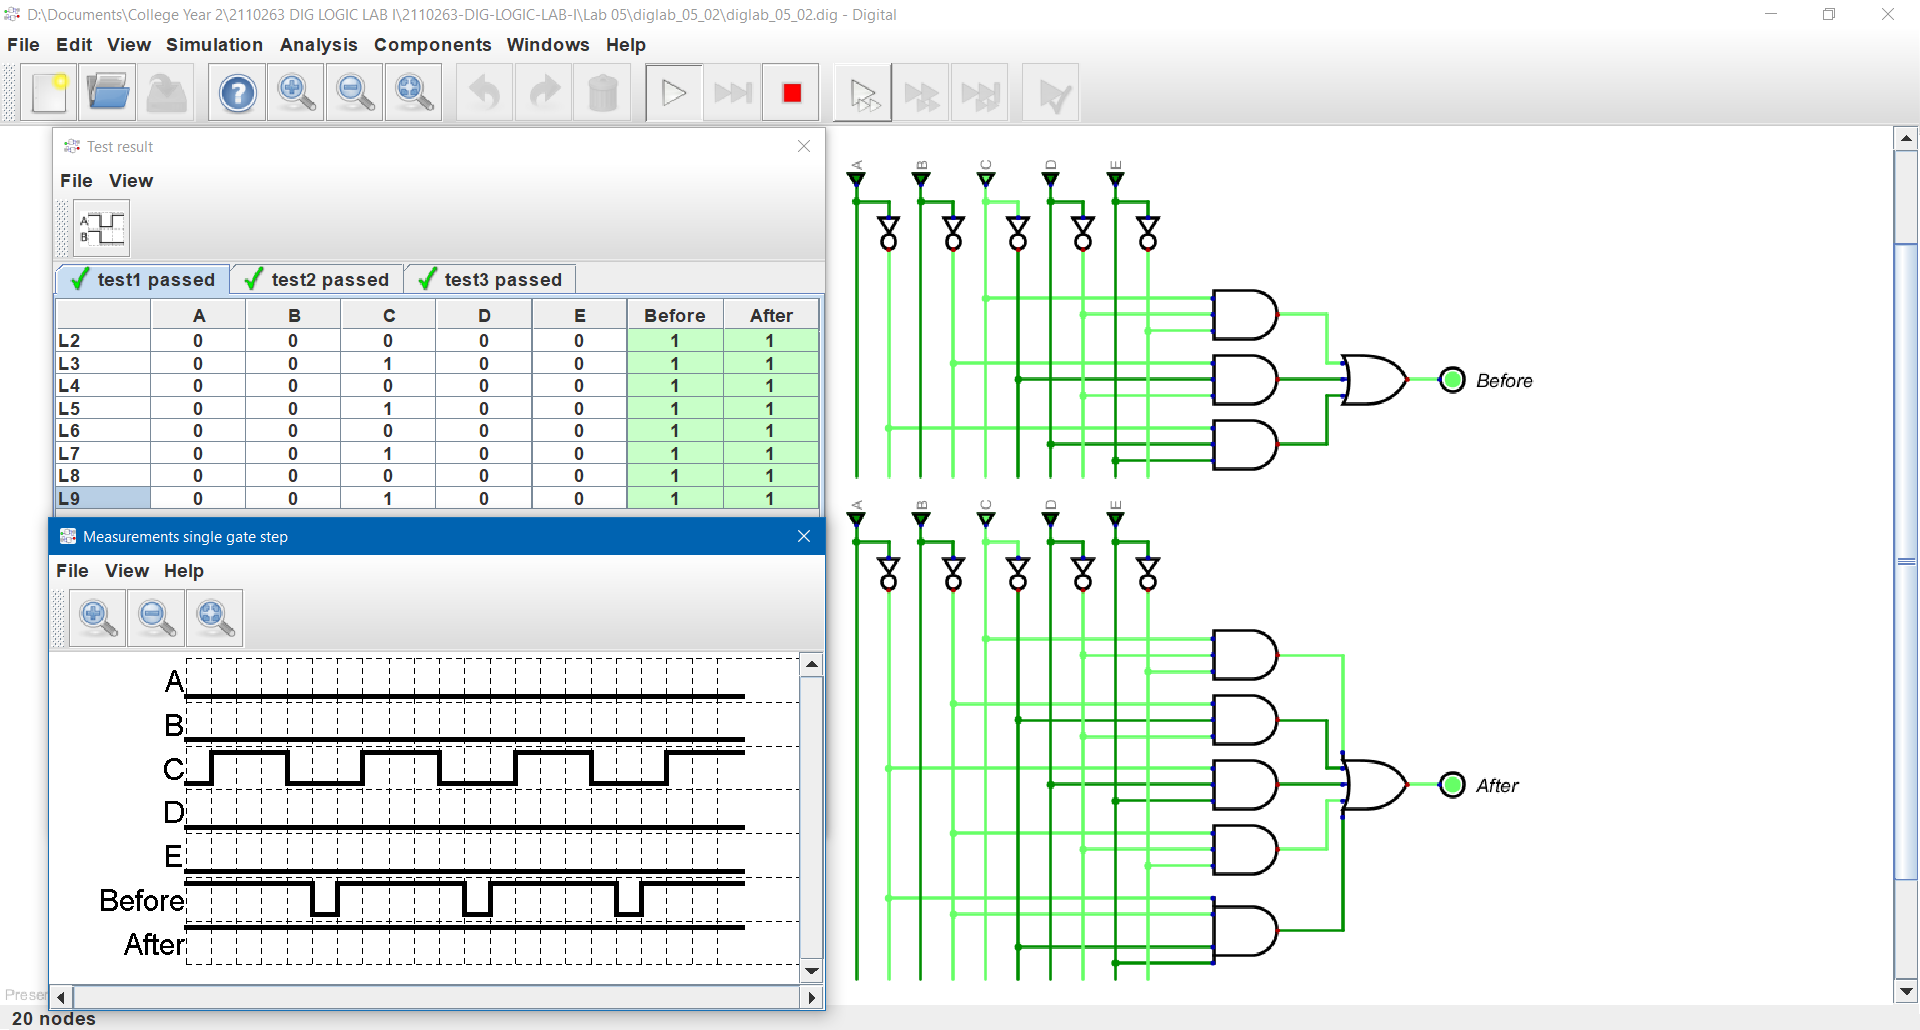 D:\Documents\College Year 2\2110263 DIG LOGIC LAB I\2110263-DIG-LOGIC-LAB-I\Lab 05\diglab_05_02\diglab_05_02.dig - Digital
File Edit View Simulation Analysis Components Windows Help
Test result
File View
A
B
test1 passed test2 passed test3 passed
A B C D E Before After
L2 0 0 0 0 0 1 1
L3 0 0 1 0 0 1 1
L4 0 0 0 0 0 1 1
L5 0 0 1 0 0 1 1
L6 0 0 0 0 0 1 1
L7 0 0 1 0 0 1 1
L8 0 0 0 0 0 1 1
L9 0 0 1 0 0 1 1
Measurements single gate step
File View Help
A
B
C
D
E
Before
After
A B C D E
Before
A B C D E
After
20 nodes